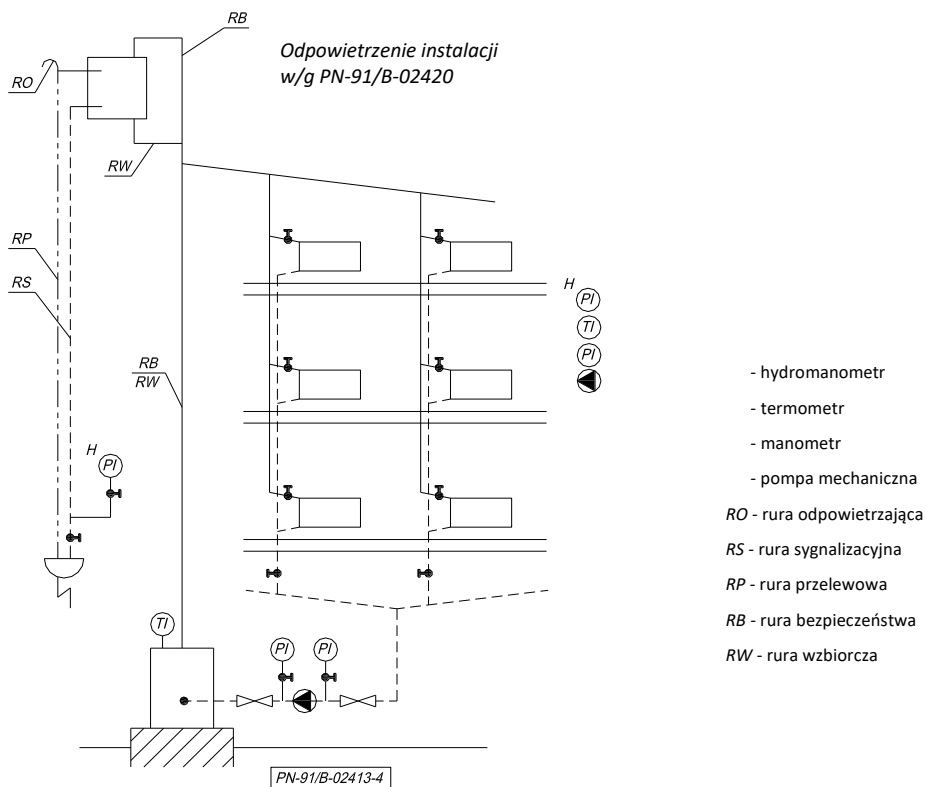 RB
Odpowietrzenie instalacji
w/g PN-91/B-02420
RO
RW
RP
RS
H
PI
TI
PI
RB
RW
H
PI
TI
PI
PI
- hydromanometr
- termometr
- manometr
- pompa mechaniczna
RO - rura odpowietrzająca
RS - rura sygnalizacyjna
RP - rura przelewowa
RB - rura bezpieczeństwa
RW - rura wzbiorcza
PN-91/B-02413-4